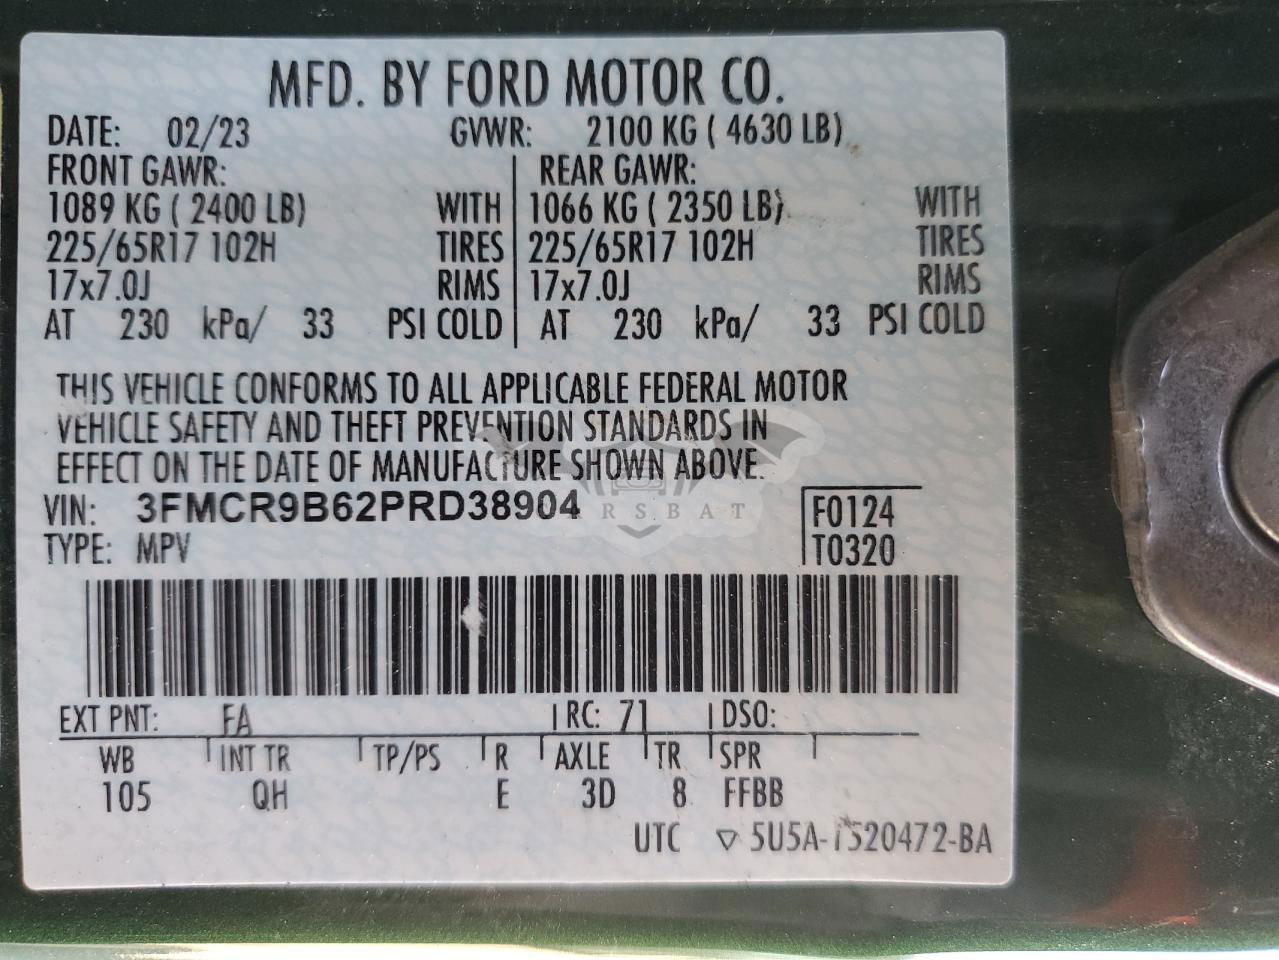 MFD. BY FORD MOTOR CO.
DATE: 02/23 GVWR: 2100 KG ( 4630 LB)
FRONT GAWR: REAR GAWR:
1089 KG ( 2400 LB) WITH 1066 KG ( 2350 LB) WITH
225/65R17 102H TIRES 225/65R17 102H TIRES
17x7.0J RIMS 17x7.0J RIMS
AT 230 kPa/ 33 PSI COLD AT 230 kPa/ 33 PSI COLD
THIS VEHICLE CONFORMS TO ALL APPLICABLE FEDERAL MOTOR
VEHICLE SAFETY AND THEFT PREVENTION STANDARDS IN
EFFECT ON THE DATE OF MANUFACTURE SHOWN ABOVE.
VIN: 3FMCR9B62PRD38904 F0124
TYPE: MPV T0320
EXT PNT: FA RC: 71 DSO:
WB INT TR TP/PS R AXLE TR SPR
105 QH E 3D 8 FFBB
UTC ▽ 5U5A-1520472-BA